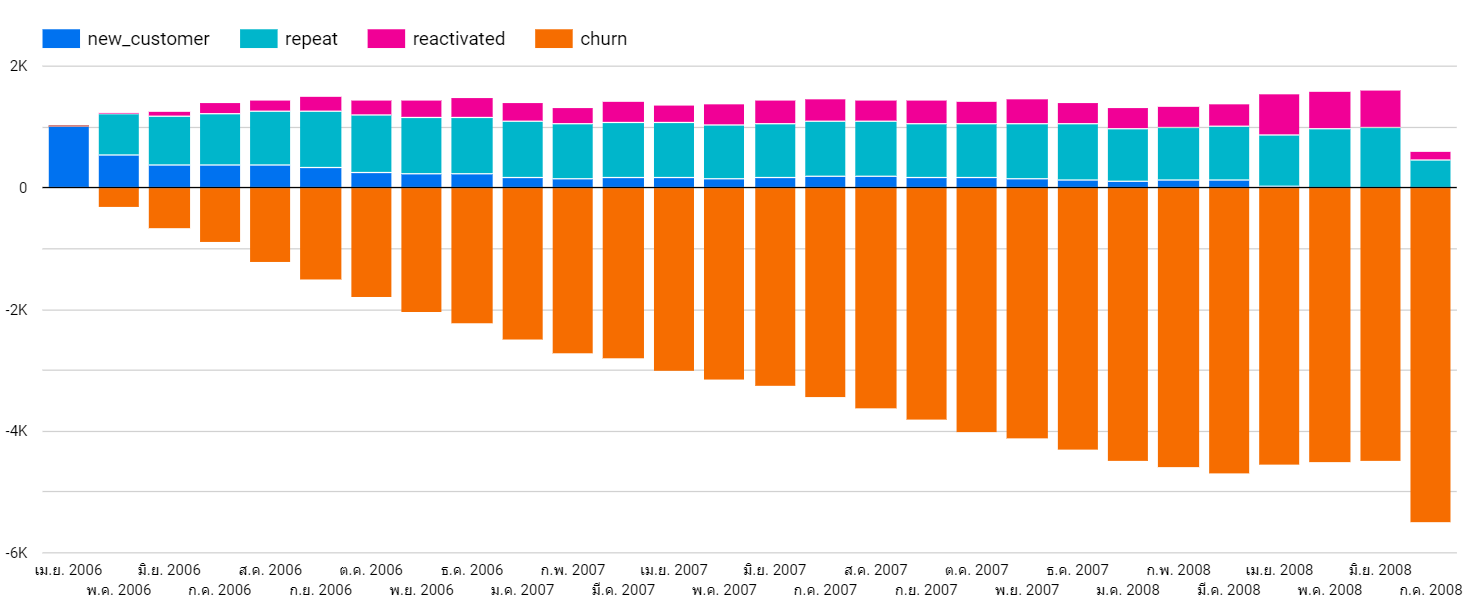 new_customer repeat reactivated churn
2K
0
-2K
-4K
-6K
เม.ย. 2006 มิ.ย. 2006 ส.ค. 2006 ต.ค. 2006 ธ.ค. 2006 ก.พ. 2007 เม.ย. 2007 มิ.ย. 2007 ส.ค. 2007 ต.ค. 2007 ธ.ค. 2007 ก.พ. 2008 เม.ย. 2008 มิ.ย. 2008
พ.ค. 2006 ก.ค. 2006 ก.ย. 2006 พ.ย. 2006 ม.ค. 2007 มี.ค. 2007 พ.ค. 2007 ก.ค. 2007 ก.ย. 2007 พ.ย. 2007 ม.ค. 2008 มี.ค. 2008 พ.ค. 2008 ก.ค. 2008